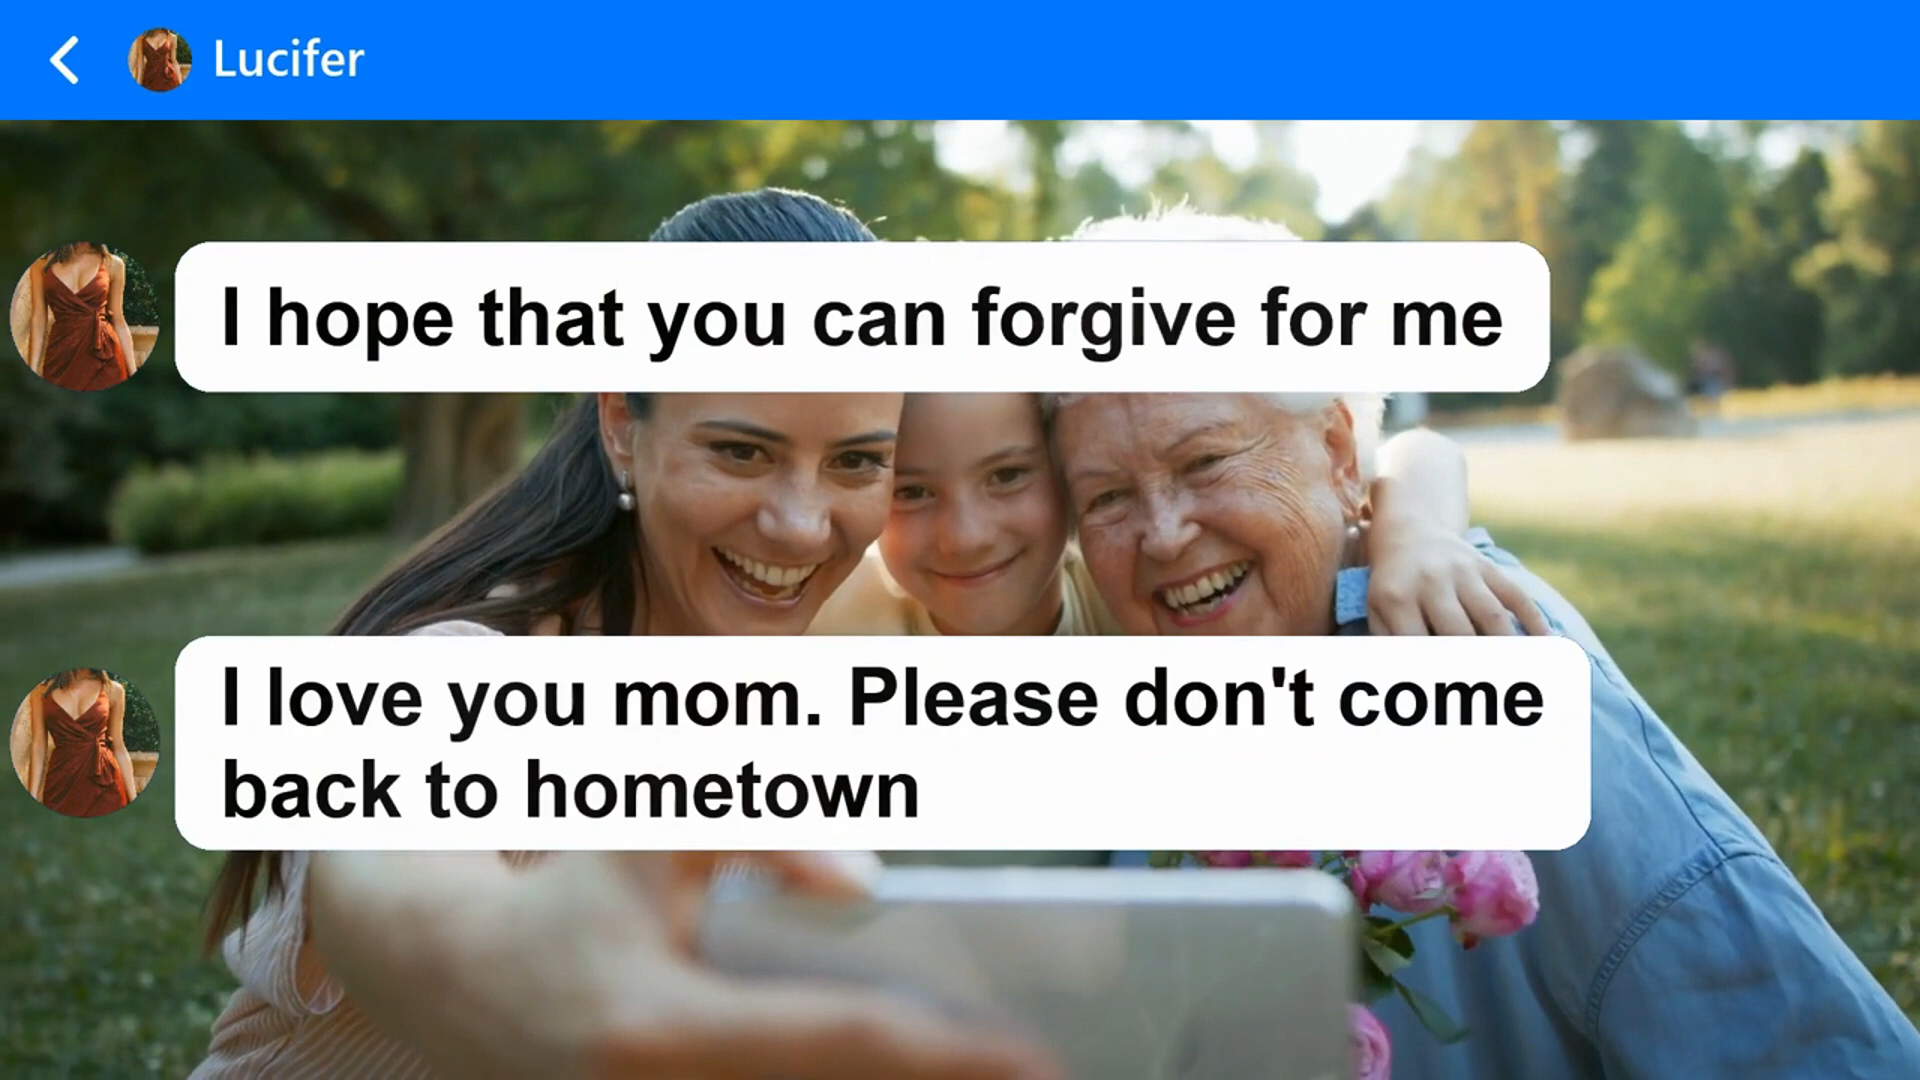 Lucifer
I hope that you can forgive for me
I love you mom. Please don't come
back to hometown